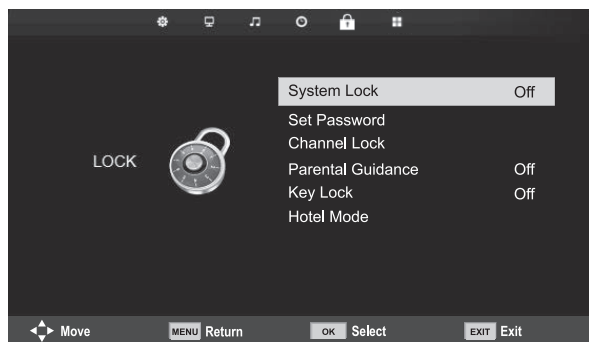 LOCK
System Lock Off
Set Password
Channel Lock
Parental Guidance Off
Key Lock Off
Hotel Mode
Move MENU Return OK Select EXIT Exit